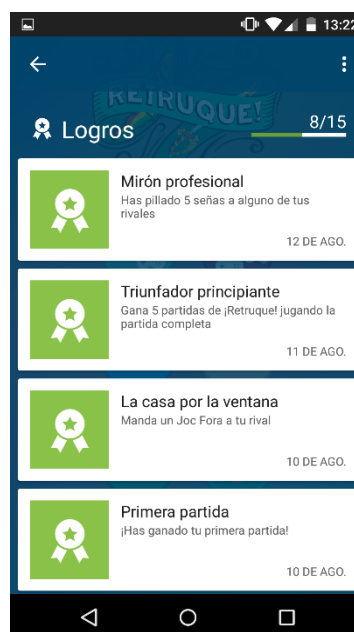 13:22
RETRUQUE!
Logros
8/15
Mirón profesional
Has pillado 5 señas a alguno de tus
rivales
12 DE AGO.
Triunfador principiante
Gana 5 partidas de ¡Retruque! jugando la
partida completa
11 DE AGO.
La casa por la ventana
Manda un Joc Fora a tu rival
10 DE AGO.
Primera partida
¡Has ganado tu primera partida!
10 DE AGO.